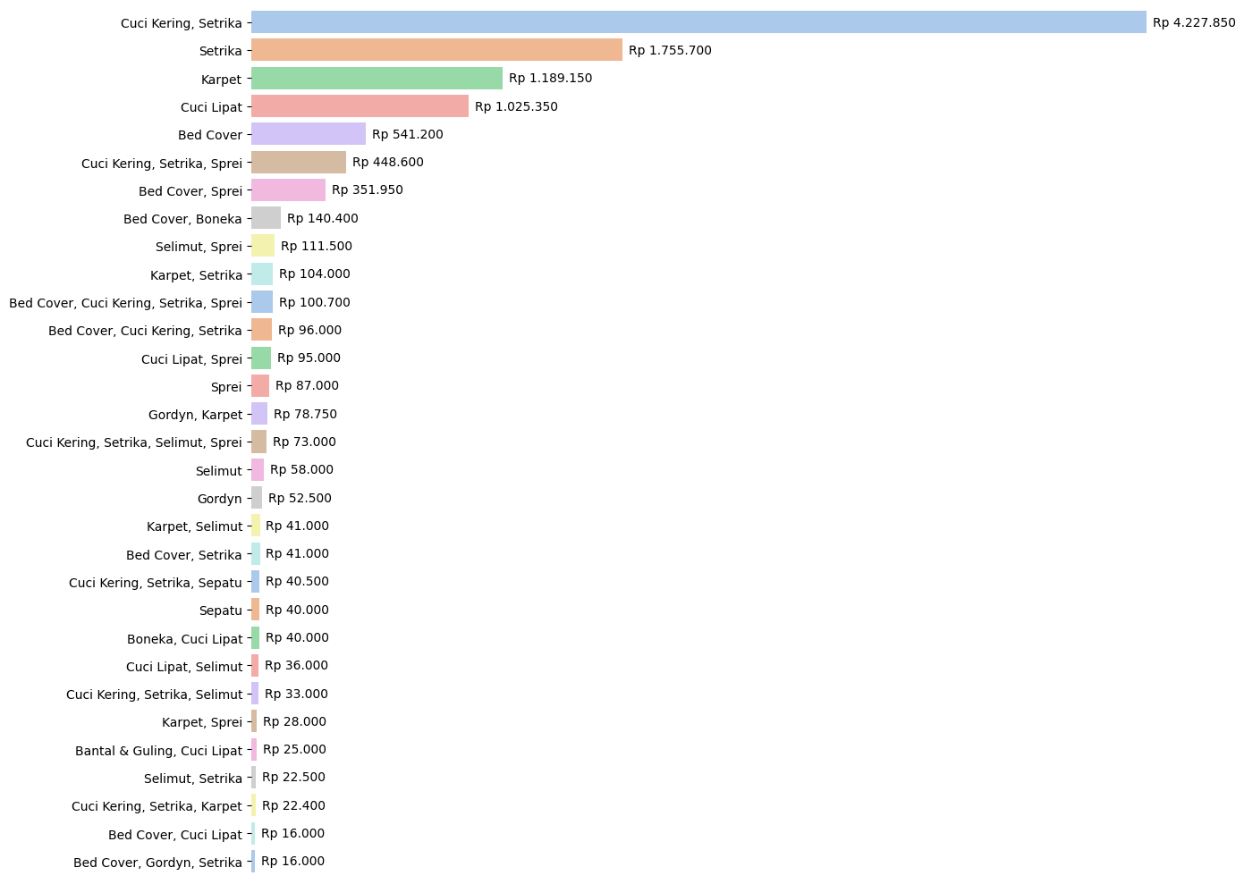 Cuci Kering, Setrika Rp 4.227.850
Setrika Rp 1.755.700
Karpet Rp 1.189.150
Cuci Lipat Rp 1.025.350
Bed Cover Rp 541.200
Cuci Kering, Setrika, Sprei Rp 448.600
Bed Cover, Sprei Rp 351.950
Bed Cover, Boneka Rp 140.400
Selimut, Sprei Rp 111.500
Karpet, Setrika Rp 104.000
Bed Cover, Cuci Kering, Setrika, Sprei Rp 100.700
Bed Cover, Cuci Kering, Setrika Rp 96.000
Cuci Lipat, Sprei Rp 95.000
Sprei Rp 87.000
Gordyn, Karpet Rp 78.750
Cuci Kering, Setrika, Selimut, Sprei Rp 73.000
Selimut Rp 58.000
Gordyn Rp 52.500
Karpet, Selimut Rp 41.000
Bed Cover, Setrika Rp 41.000
Cuci Kering, Setrika, Sepatu Rp 40.500
Sepatu Rp 40.000
Boneka, Cuci Lipat Rp 40.000
Cuci Lipat, Selimut Rp 36.000
Cuci Kering, Setrika, Selimut Rp 33.000
Karpet, Sprei Rp 28.000
Bantal & Guling, Cuci Lipat Rp 25.000
Selimut, Setrika Rp 22.500
Cuci Kering, Setrika, Karpet Rp 22.400
Bed Cover, Cuci Lipat Rp 16.000
Bed Cover, Gordyn, Setrika Rp 16.000